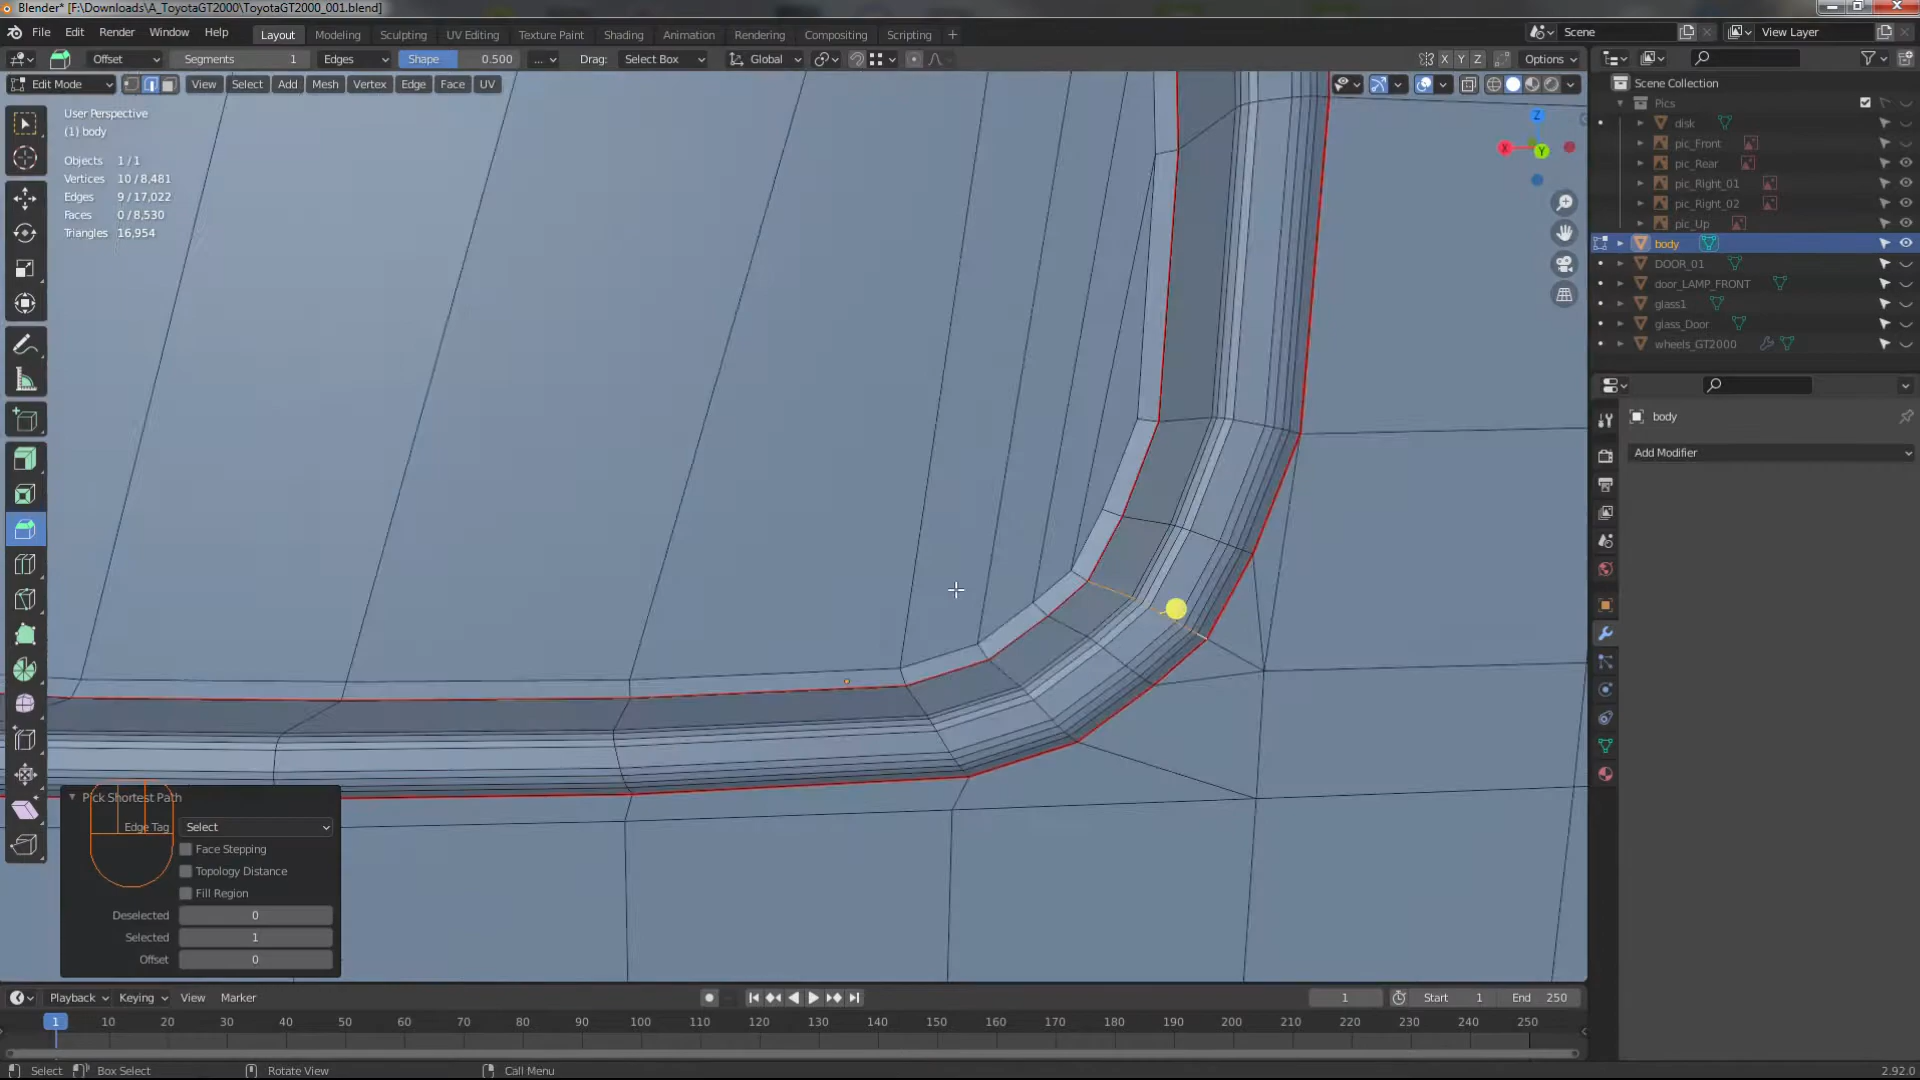 Blender* [F:\Downloads\A_ToyotaGT2000\ToyotaGT2000_001.blend]
File Edit Render Window Help Layout Modeling Sculpting UV Editing Texture Paint Shading Animation Rendering Compositing Scripting + Scene View Layer
Offset Segments 1 Edges Shape 0.500 ... Drag: Select Box Global X Y Z Options
Edit Mode View Select Add Mesh Vertex Edge Face UV
User Perspective
(1) body
Objects 1 / 1
Vertices 10 / 8,481
Edges 9 / 17,022
Faces 0 / 8,530
Triangles 16,954
Z
X
Y
Scene Collection
Pics
disk
pic_Front
pic_Rear
pic_Right_01
pic_Right_02
pic_Up
body
DOOR_01
door_LAMP_FRONT
glass1
glass_Door
wheels_GT2000
body
Add Modifier
Pick Shortest Path
Edge Tag Select
Face Stepping
Topology Distance
Fill Region
Deselected 0
Selected 1
Offset 0
Playback Keying View Marker 1 Start 1 End 250
1 10 20 30 40 50 60 70 80 90 100 110 120 130 140 150 160 170 180 190 200 210 220 230 240 250
Select Box Select Rotate View Call Menu 2.92.0